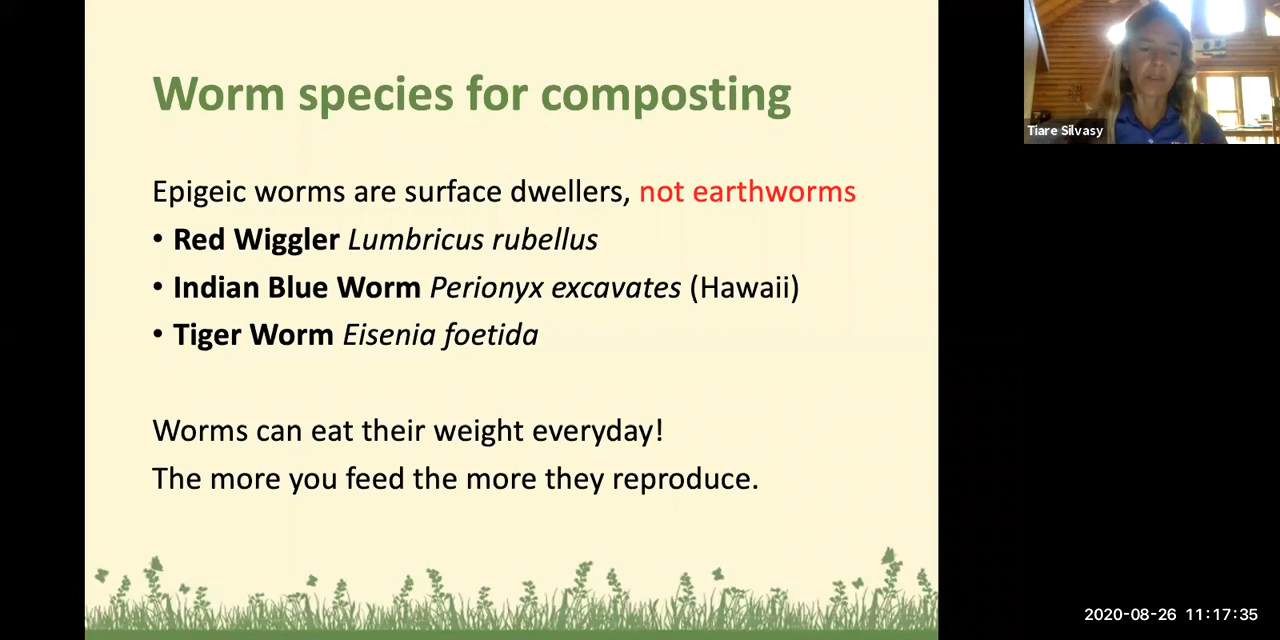 Worm species for composting
Epigeic worms are surface dwellers, not earthworms
• Red Wiggler Lumbricus rubellus
• Indian Blue Worm Perionyx excavates (Hawaii)
• Tiger Worm Eisenia foetida
Worms can eat their weight everyday!
The more you feed the more they reproduce.
Tiare Silvasy
2020-08-26 11:17:35